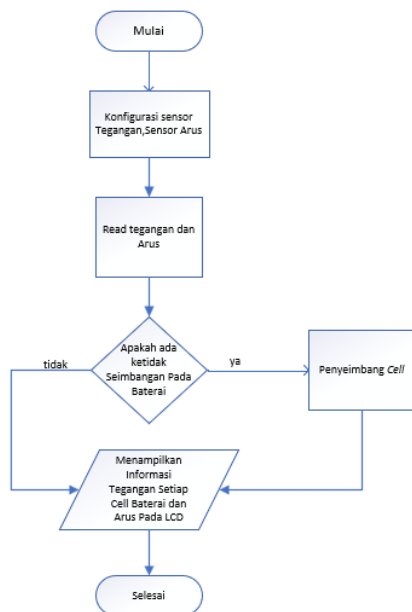 Mulai
Konfigurasi sensor
Tegangan,Sensor Arus
Read tegangan dan
Arus
Apakah ada
ketidak
Seimbangan Pada
Baterai
tidak
ya
Penyeimbang Cell
Menampilkan
Informasi
Tegangan Setiap
Cell Baterai dan
Arus Pada LCD
Selesai